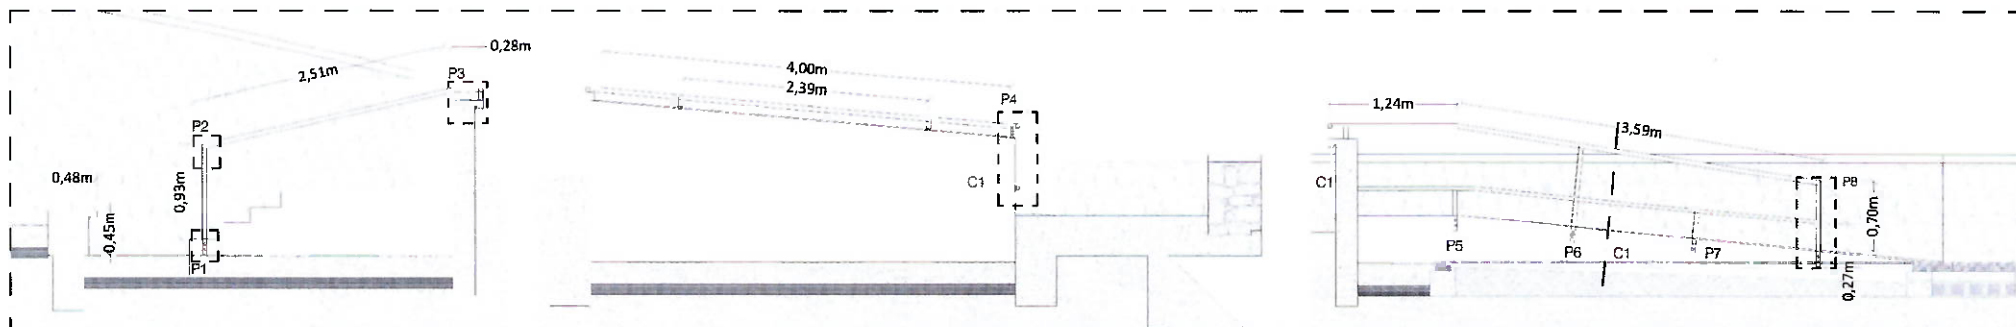 0,28m
2,51m
P3
P2
0,48m
0,93m
0,45m
P1
4,00m
2,39m
P4
C1
1,24m
3,59m
C1
P8
0,70m
P5
P6
C1
P7
0,27m